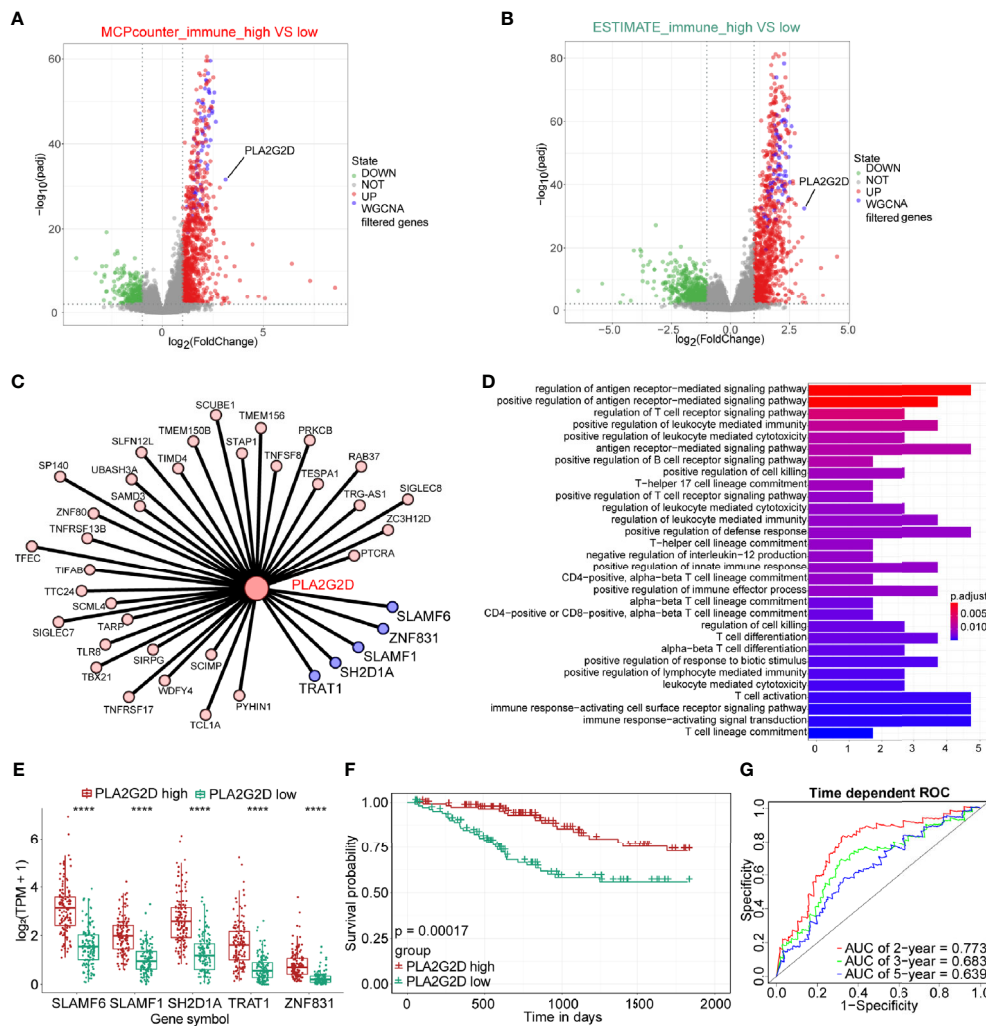 A
MCPcounter_immune_high VS low
60
40
20
0
0
5
−log10(padj)
log2(FoldChange)
PLA2G2D
State
DOWN
NOT
UP
WGCNA
filtered genes
B
ESTIMATE_immune_high VS low
80
60
40
20
0
−5.0
−2.5
0.0
2.5
5.0
−log10(padj)
log2(FoldChange)
PLA2G2D
State
DOWN
NOT
UP
WGCNA
filtered genes
C
SCUBE1
TMEM156
TMEM150B
PRKCB
SLFN12L
STAP1
TIMD4
TNFSF8
RAB37
SP140
UBASH3A
TESPA1
SAMD3
TRG-AS1
SIGLEC8
ZNF80
ZC3H12D
TNFRSF13B
PTCRA
TFEC
TIFAB
PLA2G2D
TTC24
SCML4
SLAMF6
TARP
ZNF831
SIGLEC7
SLAMF1
TLR8
SIRPG
SCIMP
SH2D1A
TBX21
WDFY4
TRAT1
TNFRSF17
PYHIN1
TCL1A
D
regulation of antigen receptor−mediated signaling pathway
positive regulation of antigen receptor−mediated signaling pathway
regulation of T cell receptor signaling pathway
positive regulation of leukocyte mediated immunity
positive regulation of leukocyte mediated cytotoxicity
antigen receptor−mediated signaling pathway
positive regulation of B cell receptor signaling pathway
positive regulation of cell killing
T−helper 17 cell lineage commitment
positive regulation of T cell receptor signaling pathway
regulation of leukocyte mediated cytotoxicity
regulation of leukocyte mediated immunity
positive regulation of defense response
T−helper cell lineage commitment
negative regulation of interleukin−12 production
positive regulation of innate immune response
CD4−positive, alpha−beta T cell lineage commitment
positive regulation of immune effector process
alpha−beta T cell lineage commitment
CD4−positive or CD8−positive, alpha−beta T cell lineage commitment
regulation of cell killing
T cell differentiation
alpha−beta T cell differentiation
positive regulation of response to biotic stimulus
positive regulation of lymphocyte mediated immunity
leukocyte mediated cytotoxicity
T cell activation
immune response−activating cell surface receptor signaling pathway
immune response−activating signal transduction
T cell lineage commitment
0 1 2 3 4 5
p.adjust
0.005
0.010
E
PLA2G2D high PLA2G2D low
**** **** **** **** ****
6
4
2
0
log2(TPM + 1)
SLAMF6 SLAMF1 SH2D1A TRAT1 ZNF831
Gene symbol
F
1.00
0.75
0.50
0.25
0.00
Survival probability
p = 0.00017
group
PLA2G2D high
PLA2G2D low
0 500 1000 1500 2000
Time in days
G
Time dependent ROC
0.0 0.2 0.4 0.6 0.8 1.0
Specificity
AUC of 2−year = 0.773
AUC of 3−year = 0.683
AUC of 5−year = 0.639
0.0 0.2 0.4 0.6 0.8 1.0
1-Specificity